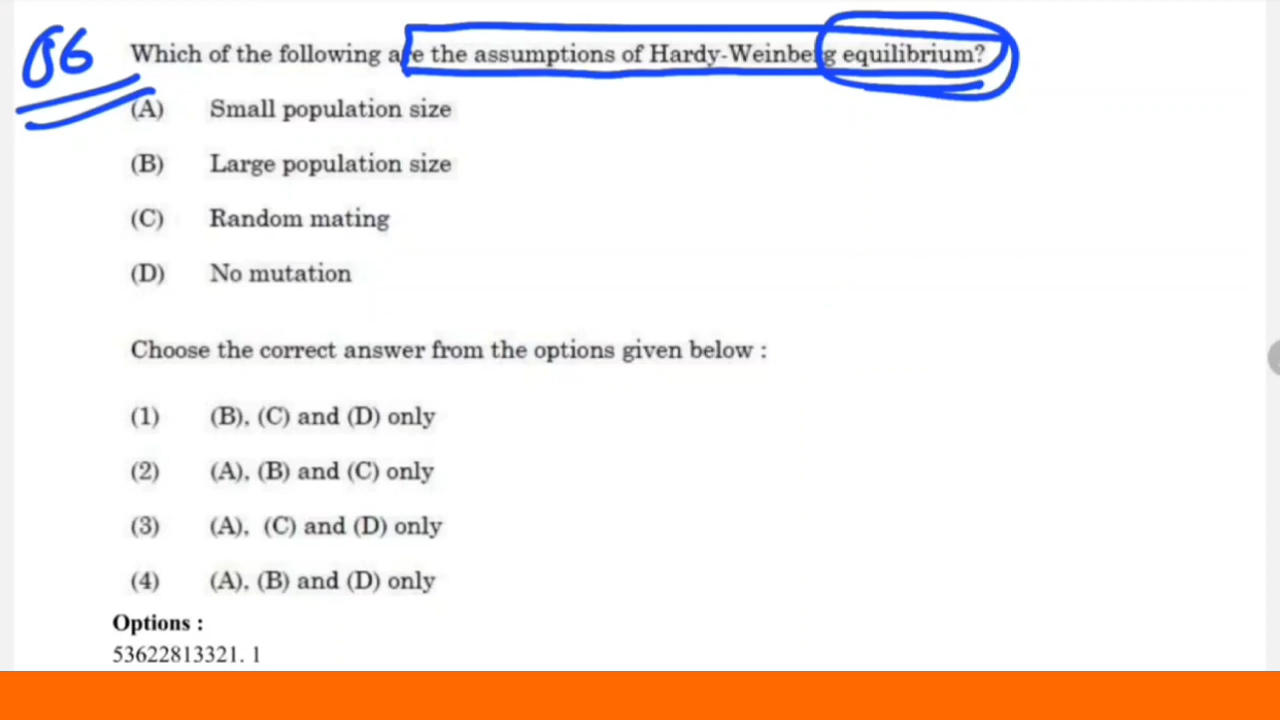 Q6
Which of the following are the assumptions of Hardy-Weinberg equilibrium?
(A) Small population size
(B) Large population size
(C) Random mating
(D) No mutation
Choose the correct answer from the options given below :
(1) (B), (C) and (D) only
(2) (A), (B) and (C) only
(3) (A), (C) and (D) only
(4) (A), (B) and (D) only
Options :
53622813321. 1